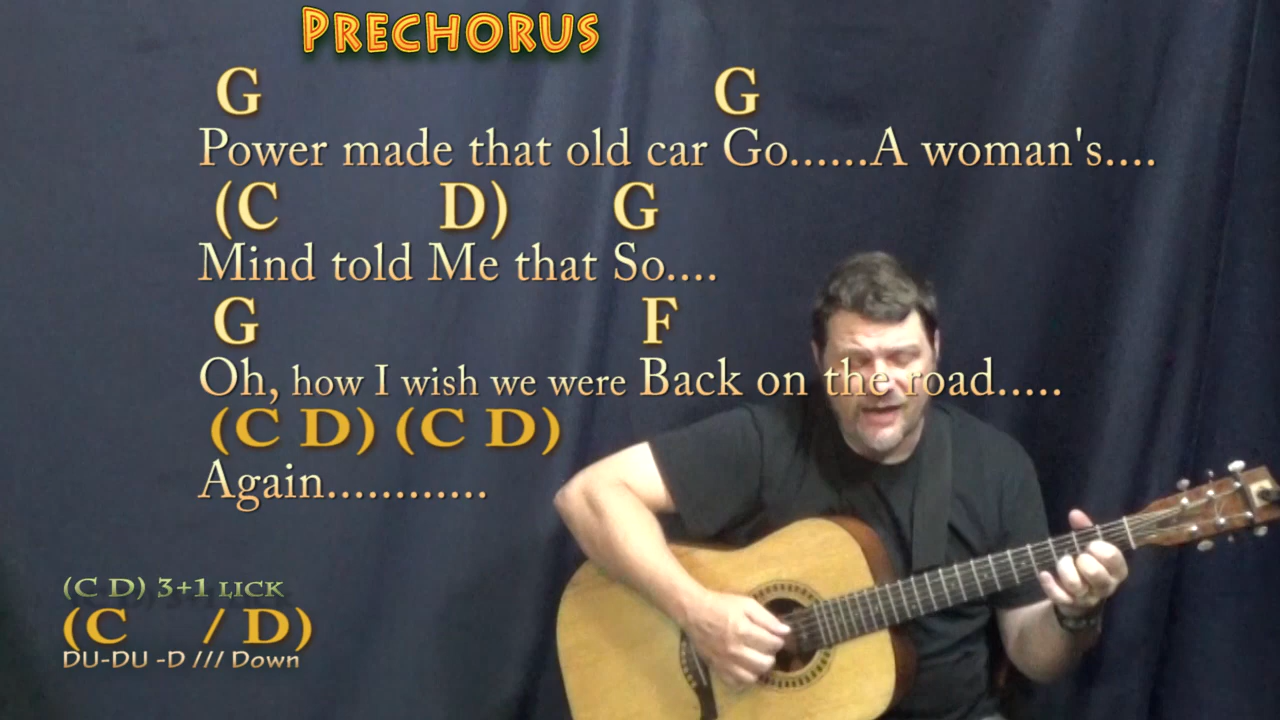 PRECHORUS
G G
Power made that old car Go......A woman's....
(C D) G
Mind told Me that So....
G F
Oh, how I wish we were Back on the road.....
(C D) (C D)
Again............
(C D) 3+1 LICK
(C / D)
DU-DU -D /// Down